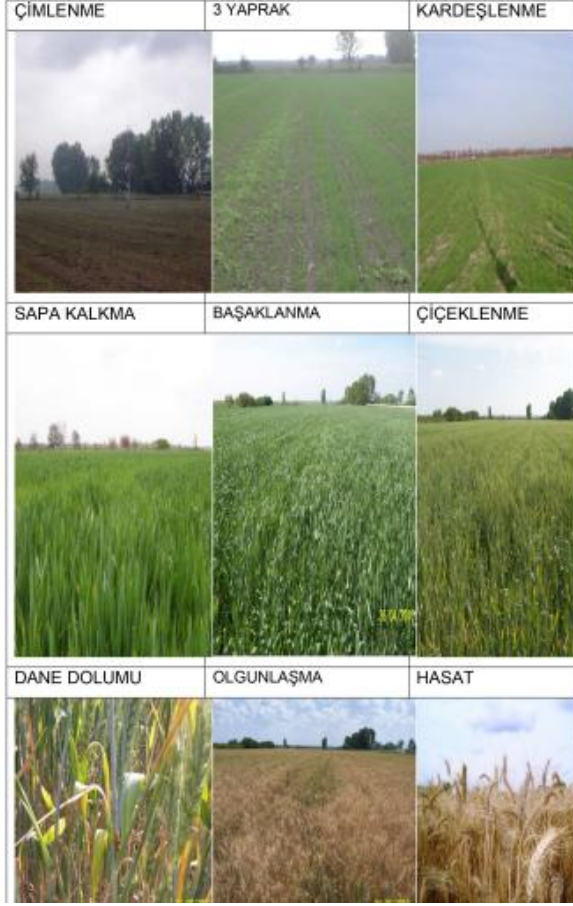 ÇİMLENME
3 YAPRAK
KARDEŞLENME
SAPA KALKMA
BAŞAKLANMA
ÇİÇEKLENME
DANE DOLUMU
OLGUNLAŞMA
HASAT